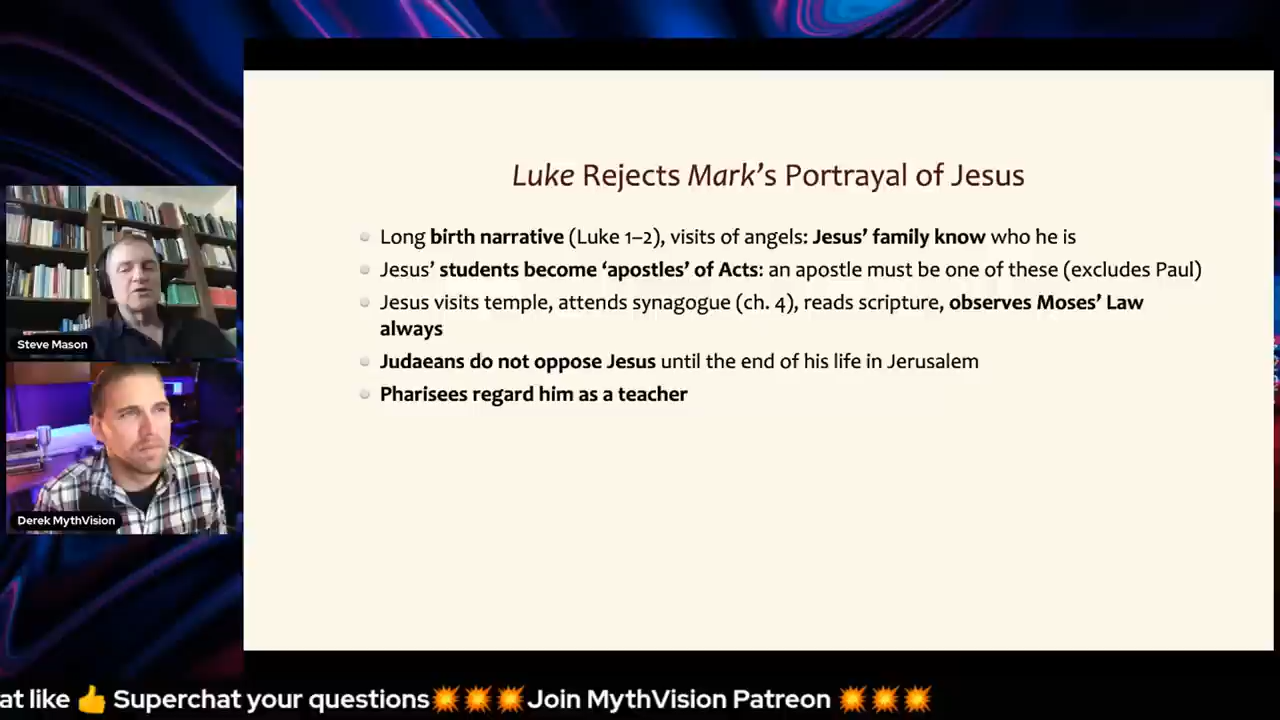 Luke Rejects Mark's Portrayal of Jesus
Long birth narrative (Luke 1–2), visits of angels: Jesus' family know who he is
Jesus' students become 'apostles' of Acts: an apostle must be one of these (excludes Paul)
Jesus visits temple, attends synagogue (ch. 4), reads scripture, observes Moses' Law
always
Judaeans do not oppose Jesus until the end of his life in Jerusalem
Pharisees regard him as a teacher
Steve Mason
Derek MythVision
at like 👍 Superchat your questions💥💥💥Join MythVision Patreon 💥💥💥